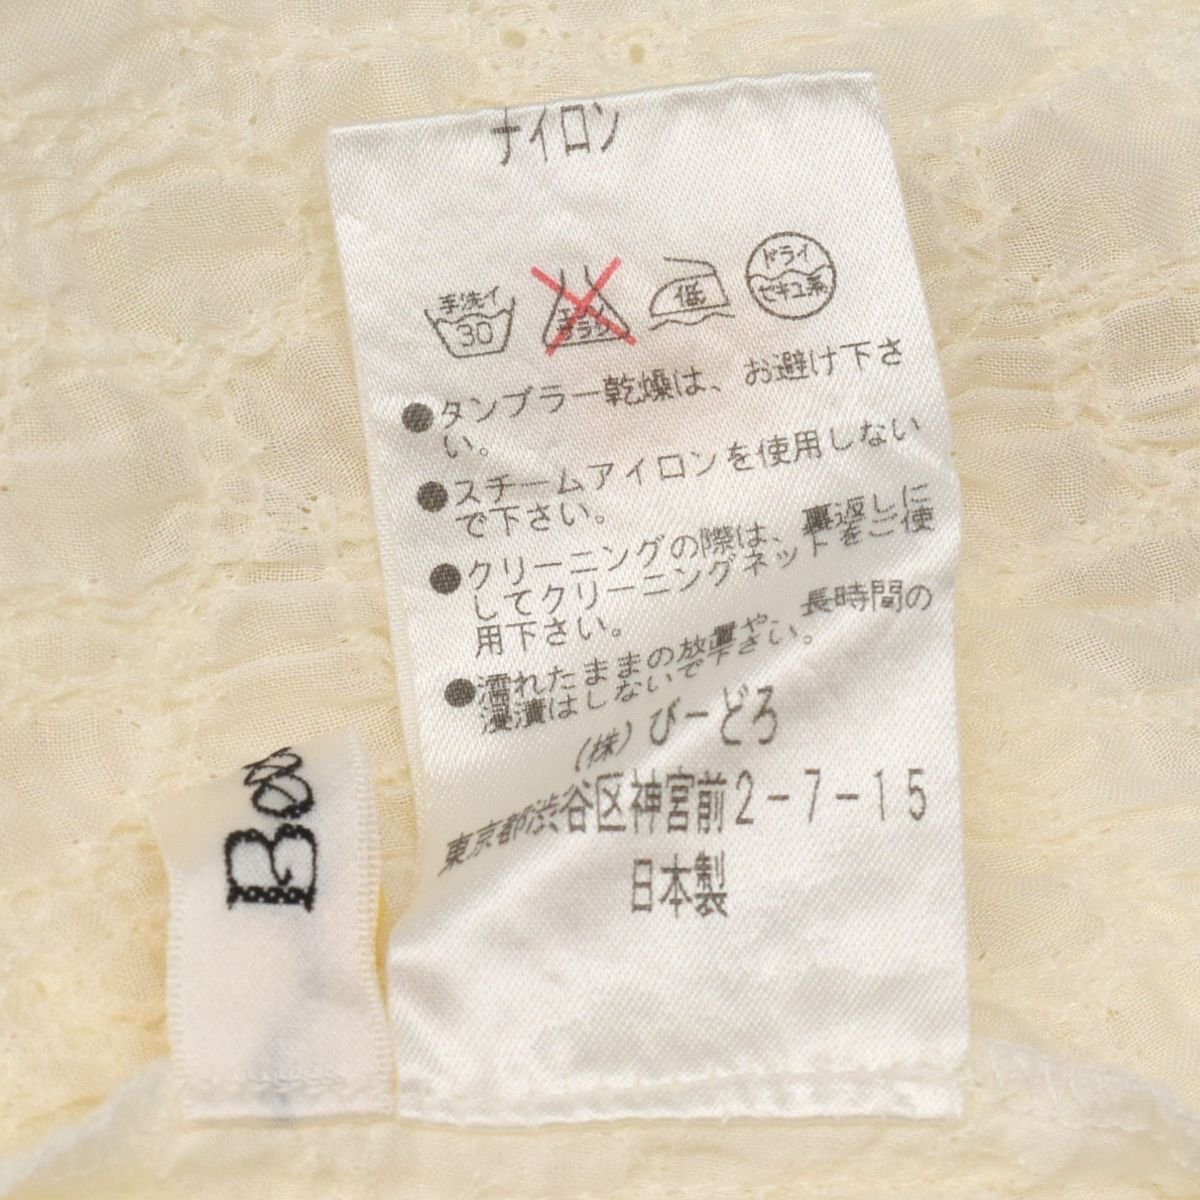 ナイロン
手洗イ
30
エンソ
サラシ
低
ドライ
セキユ系
●タンブラー乾燥は、お避け下さ
い。
●スチームアイロンを使用しない
で下さい。
●クリーニングの際は、裏返しに
してクリーニングネットをご使
用下さい。
●濡れたままの放置や、長時間の
浸漬はしないで下さい。
(株)びーどろ
東京都渋谷区神宮前2-7-15
日本製